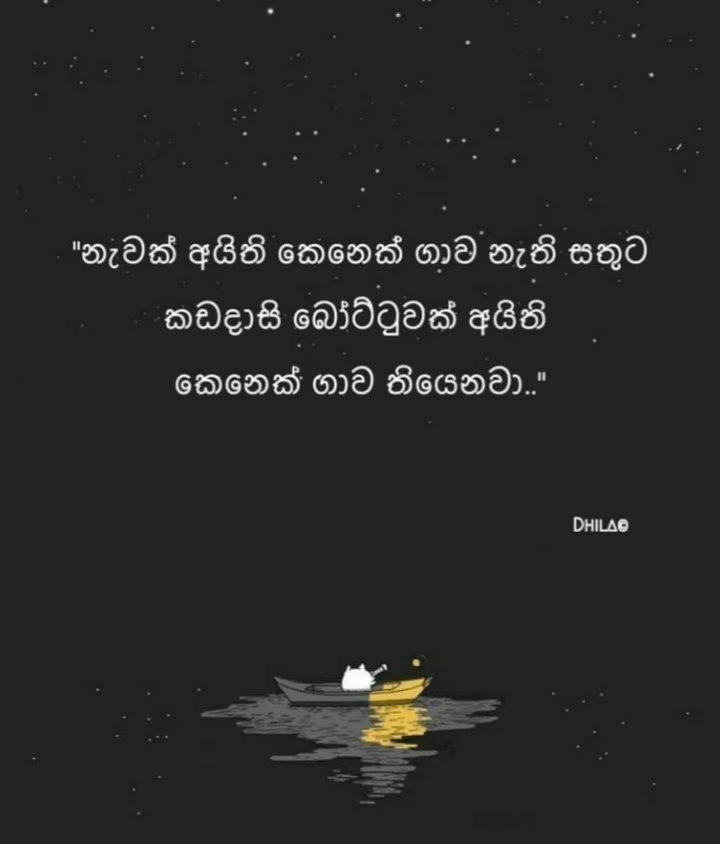 "නැවක් අයිති කෙනෙක් ගාව නැති සතුට
කඩදාසි බෝට්ටුවක් අයිති
කෙනෙක් ගාව තියෙනවා.."
DHILA©